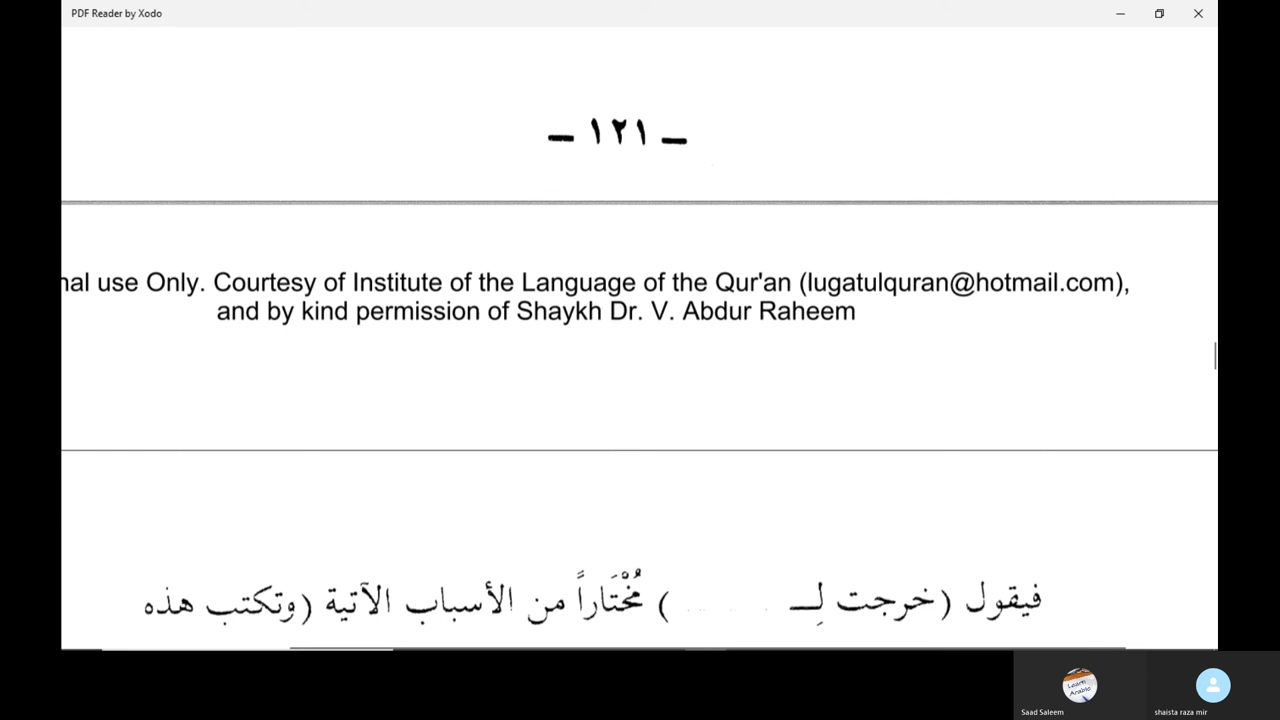 PDF Reader by Xodo
– ١٢١ –
nal use Only. Courtesy of Institute of the Language of the Qur'an (lugatulquran@hotmail.com),
and by kind permission of Shaykh Dr. V. Abdur Raheem
فيقول (خرجت لِـ ........ ) مُخْتَاراً من الأسباب الآتية (وتكتب هذه
Learn Arabic
Saad Saleem
shaista raza mir